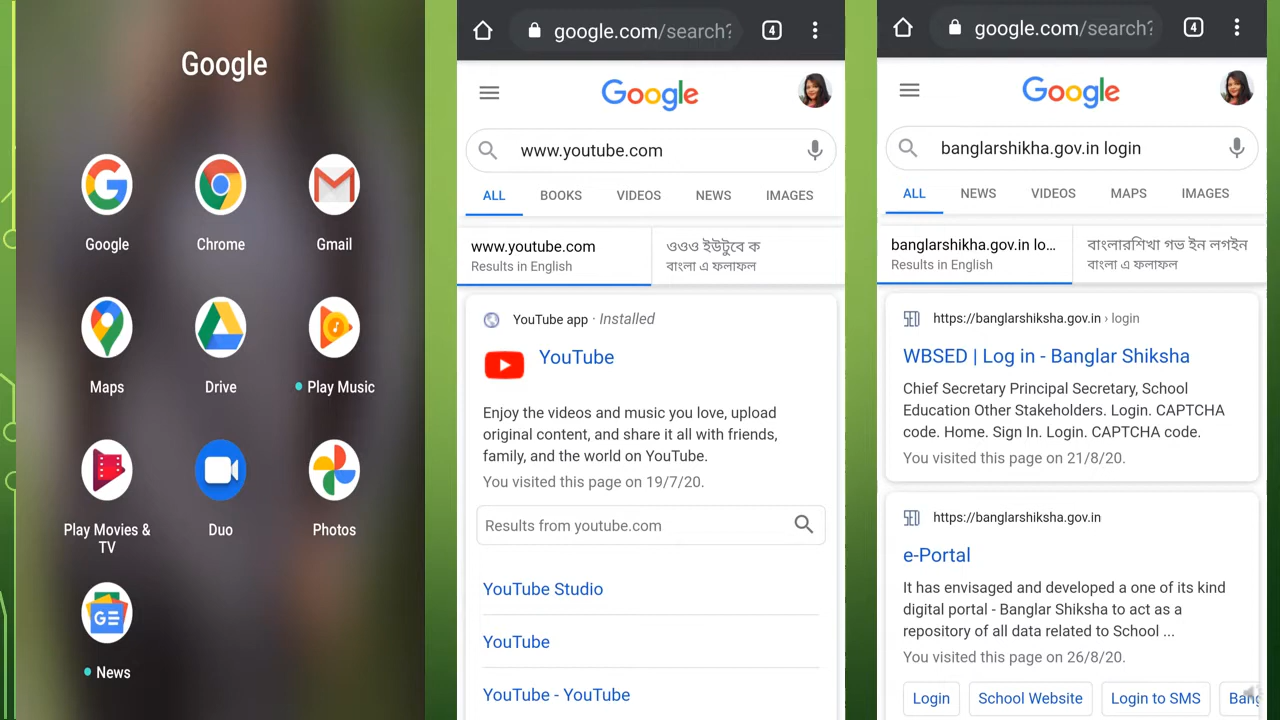 Google
Google
Chrome
Gmail
Maps
Drive
Play Music
Play Movies &
TV
Duo
Photos
GE
News
google.com/search?
4
Google
www.youtube.com
ALL
BOOKS
VIDEOS
NEWS
IMAGES
www.youtube.com
Results in English
ওওও ইউটুবে ক
বাংলা এ ফলাফল
YouTube app · Installed
YouTube
Enjoy the videos and music you love, upload
original content, and share it all with friends,
family, and the world on YouTube.
You visited this page on 19/7/20.
Results from youtube.com
YouTube Studio
YouTube
YouTube - YouTube
google.com/search?
4
Google
banglarshikha.gov.in login
ALL
NEWS
VIDEOS
MAPS
IMAGES
banglarshikha.gov.in lo...
Results in English
বাংলারশিখা গভ ইন লগইন
বাংলা এ ফলাফল
https://banglarshiksha.gov.in › login
WBSED | Log in - Banglar Shiksha
Chief Secretary Principal Secretary, School
Education Other Stakeholders. Login. CAPTCHA
code. Home. Sign In. Login. CAPTCHA code.
You visited this page on 21/8/20.
https://banglarshiksha.gov.in
e-Portal
It has envisaged and developed a one of its kind
digital portal - Banglar Shiksha to act as a
repository of all data related to School ...
You visited this page on 26/8/20.
Login
School Website
Login to SMS